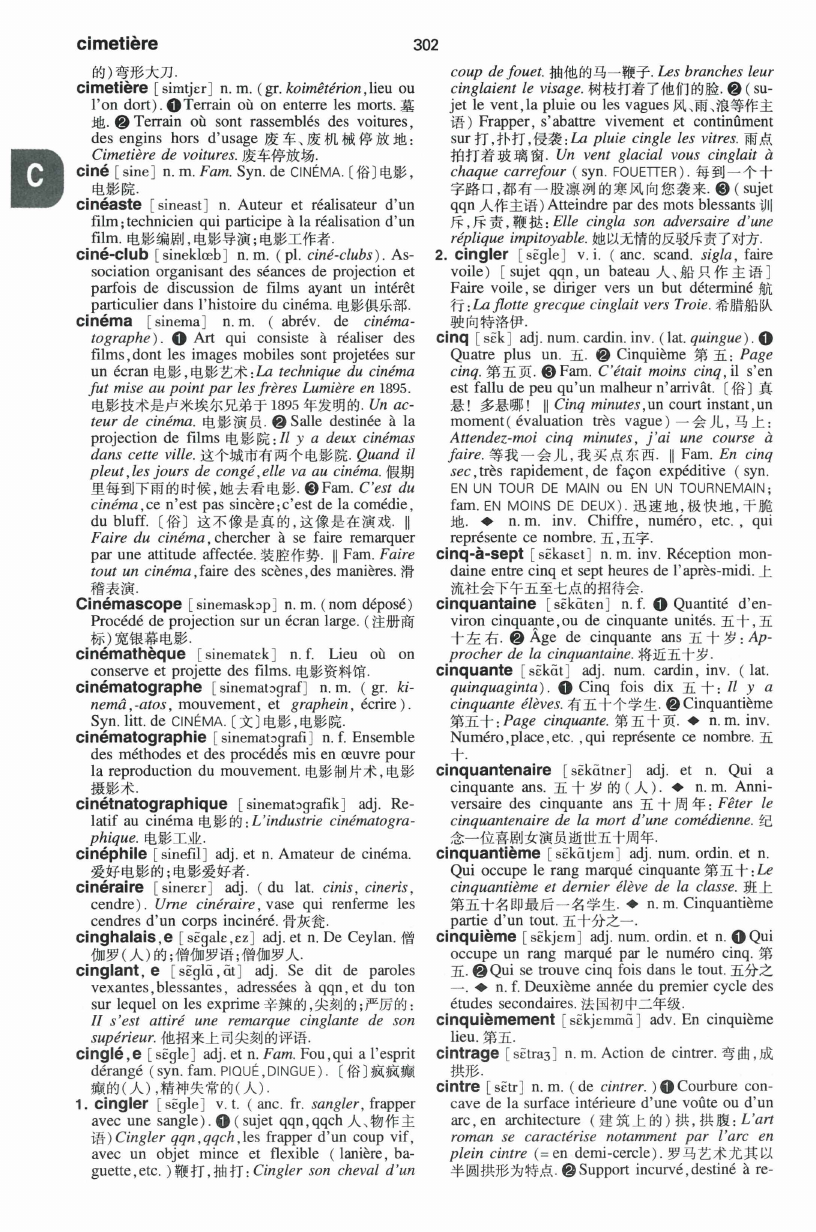 cimetière
302
的)弯形大刀.
cimetière [simtjɛr] n. m. (gr. koimêtérion,lieu ou
l'on dort). ❶Terrain où on enterre les morts. 墓
地. ❷ Terrain où sont rassemblés des voitures,
des engins hors d'usage 废车、废机械停放地:
Cimetière de voitures. 废车停放场.
ciné [sine] n. m. Fam. Syn. de CINÉMA.〔俗〕电影,
电影院.
cinéaste [sineast] n. Auteur et réalisateur d'un
film;technicien qui participe à la réalisation d'un
film. 电影编剧,电影导演;电影工作者.
ciné-club [sineklœb] n. m. (pl. ciné-clubs). As-
sociation organisant des séances de projection et
parfois de discussion de films ayant un intérêt
particulier dans l'histoire du cinéma. 电影俱乐部.
cinéma [sinema] n. m. ( abrév. de cinéma-
tographe). ❶ Art qui consiste à réaliser des
films,dont les images mobiles sont projetées sur
un écran 电影,电影艺术:La technique du cinéma
fut mise au point par les frères Lumière en 1895.
电影技术是卢米埃尔兄弟于1895年发明的. Un ac-
teur de cinéma. 电影演员. ❷Salle destinée à la
projection de films 电影院:Il y a deux cinémas
dans cette ville. 这个城市有两个电影院. Quand il
pleut,les jours de congé,elle va au cinéma. 假期
里每到下雨的时候,她去看电影. ❸Fam. C'est du
cinéma,ce n'est pas sincère;c'est de la comédie,
du bluff.〔俗〕这不像是真的,这像是在演戏. ‖
Faire du cinéma,chercher à se faire remarquer
par une attitude affectée. 装腔作势. ‖ Fam. Faire
tout un cinéma,faire des scènes,des manières. 滑
稽表演.
Cinémascope [sinemaskɔp] n. m. (nom déposé)
Procédé de projection sur un écran large. (注册商
标)宽银幕电影.
cinémathèque [sinematɛk] n. f. Lieu où on
conserve et projette des films. 电影资料馆.
cinématographe [sinematɔgraf] n. m. ( gr. ki-
nemâ,-atos, mouvement, et graphein, écrire).
Syn. litt. de CINÉMA.〔文〕电影,电影院.
cinématographie [sinematɔgrafi] n. f. Ensemble
des méthodes et des procédés mis en œuvre pour
la reproduction du mouvement. 电影制片术,电影
摄影术.
cinétnatographique [sinematɔgrafik] adj. Re-
latif au cinéma 电影的:L'industrie cinématogra-
phique. 电影工业.
cinéphile [sinefil] adj. et n. Amateur de cinéma.
爱好电影的;电影爱好者.
cinéraire [sinerɛr] adj. ( du lat. cinis, cineris,
cendre). Urne cinéraire, vase qui renferme les
cendres d'un corps incinéré. 骨灰瓮.
cinghalais,e [sɛ̃galɛ,ɛz] adj. et n. De Ceylan. 僧
伽罗(人)的;僧伽罗语;僧伽罗人.
cinglant, e [sɛ̃glɑ̃,ɑ̃t] adj. Se dit de paroles
vexantes,blessantes, adressées à qqn,et du ton
sur lequel on les exprime 辛辣的,尖刻的;严厉的:
II s'est attiré une remarque cinglante de son
supérieur. 他招来上司尖刻的评语.
cinglé,e [sɛ̃gle] adj. et n. Fam. Fou,qui a l'esprit
dérangé (syn. fam. PIQUÉ,DINGUE).〔俗〕疯疯癫
癫的(人),精神失常的(人).
1. cingler [sɛ̃gle] v. t. ( anc. fr. sangler, frapper
avec une sangle). ❶(sujet qqn,qqch 人、物作主
语)Cingler qqn,qqch,les frapper d'un coup vif,
avec un objet mince et flexible ( lanière, ba-
guette,etc.)鞭打,抽打:Cingler son cheval d'un
coup de fouet. 抽他的马一鞭子. Les branches leur
cinglaient le visage. 树枝打着了他们的脸. ❷(su-
jet le vent,la pluie ou les vagues 风、雨、浪等作主
语) Frapper, s'abattre vivement et continûment
sur 打,扑打,侵袭:La pluie cingle les vitres. 雨点
拍打着玻璃窗. Un vent glacial vous cinglait à
chaque carrefour ( syn. FOUETTER). 每到一个十
字路口,都有一股凛冽的寒风向您袭来. ❸(sujet
qqn 人作主语)Atteindre par des mots blessants 训
斥,斥责,鞭挞:Elle cingla son adversaire d'une
réplique impitoyable. 她以无情的反驳斥责了对方.
2. cingler [sɛ̃gle] v. i. ( anc. scand. sigla, faire
voile) [sujet qqn, un bateau 人、船只作主语]
Faire voile,se diriger vers un but déterminé 航
行:La flotte grecque cinglait vers Troie. 希腊船队
驶向特洛伊.
cinq [sɛ̃k] adj. num. cardin. inv. (lat. quingue). ❶
Quatre plus un. 五. ❷ Cinquième 第五: Page
cinq. 第五页. ❸Fam. C'était moins cinq,il s'en
est fallu de peu qu'un malheur n'arrivât.〔俗〕真
悬! 多悬哪! ‖ Cinq minutes,un court instant,un
moment(évaluation très vague) 一会儿,马上:
Attendez-moi cinq minutes, j'ai une course à
faire. 等我一会儿,我买点东西. ‖ Fam. En cinq
sec,très rapidement, de façon expéditive (syn.
EN UN TOUR DE MAIN ou EN UN TOURNEMAIN;
fam. EN MOINS DE DEUX). 迅速地,极快地,干脆
地. ◆ n. m. inv. Chiffre, numéro, etc., qui
représente ce nombre. 五,五字.
cinq-à-sept [sɛ̃kasɛt] n. m. inv. Réception mon-
daine entre cinq et sept heures de l'après-midi. 上
流社会下午五至七点的招待会.
cinquantaine [sɛ̃kɑ̃tɛn] n. f. ❶ Quantité d'en-
viron cinquante,ou de cinquante unités. 五十,五
十左右. ❷ Âge de cinquante ans 五十岁: Ap-
procher de la cinquantaine. 将近五十岁.
cinquante [sɛ̃kɑ̃t] adj. num. cardin, inv. ( lat.
quinquaginta). ❶ Cinq fois dix 五十: Il y a
cinquante élèves. 有五十个学生. ❷Cinquantième
第五十:Page cinquante. 第五十页. ◆ n. m. inv.
Numéro,place,etc.,qui représente ce nombre. 五
十.
cinquantenaire [sɛ̃kɑ̃tnɛr] adj. et n. Qui a
cinquante ans. 五十岁的(人). ◆ n. m. Anni-
versaire des cinquante ans 五十周年: Fêter le
cinquantenaire de la mort d'une comédienne. 纪
念一位喜剧女演员逝世五十周年.
cinquantième [sɛ̃kɑ̃tjɛm] adj. num. ordin. et n.
Qui occupe le rang marqué cinquante 第五十:Le
cinquantième et dernier élève de la classe. 班上
第五十名即最后一名学生. ◆ n. m. Cinquantième
partie d'un tout. 五十分之一.
cinquième [sɛ̃kjɛm] adj. num. ordin. et n. ❶Qui
occupe un rang marqué par le numéro cinq. 第
五. ❷Qui se trouve cinq fois dans le tout. 五分之
一. ◆ n. f. Deuxième année du premier cycle des
études secondaires. 法国初中二年级.
cinquièmement [sɛ̃kjɛmmɑ̃] adv. En cinquième
lieu. 第五.
cintrage [sɛ̃traʒ] n. m. Action de cintrer. 弯曲,成
拱形.
cintre [sɛ̃tr] n. m. (de cintrer.)❶Courbure con-
cave de la surface intérieure d'une voûte ou d'un
arc, en architecture (建筑上的)拱,拱腹:L'art
roman se caractérise notamment par l'arc en
plein cintre (= en demi-cercle). 罗马艺术尤其以
半圆拱形为特点. ❷Support incurvé,destiné à re-
C